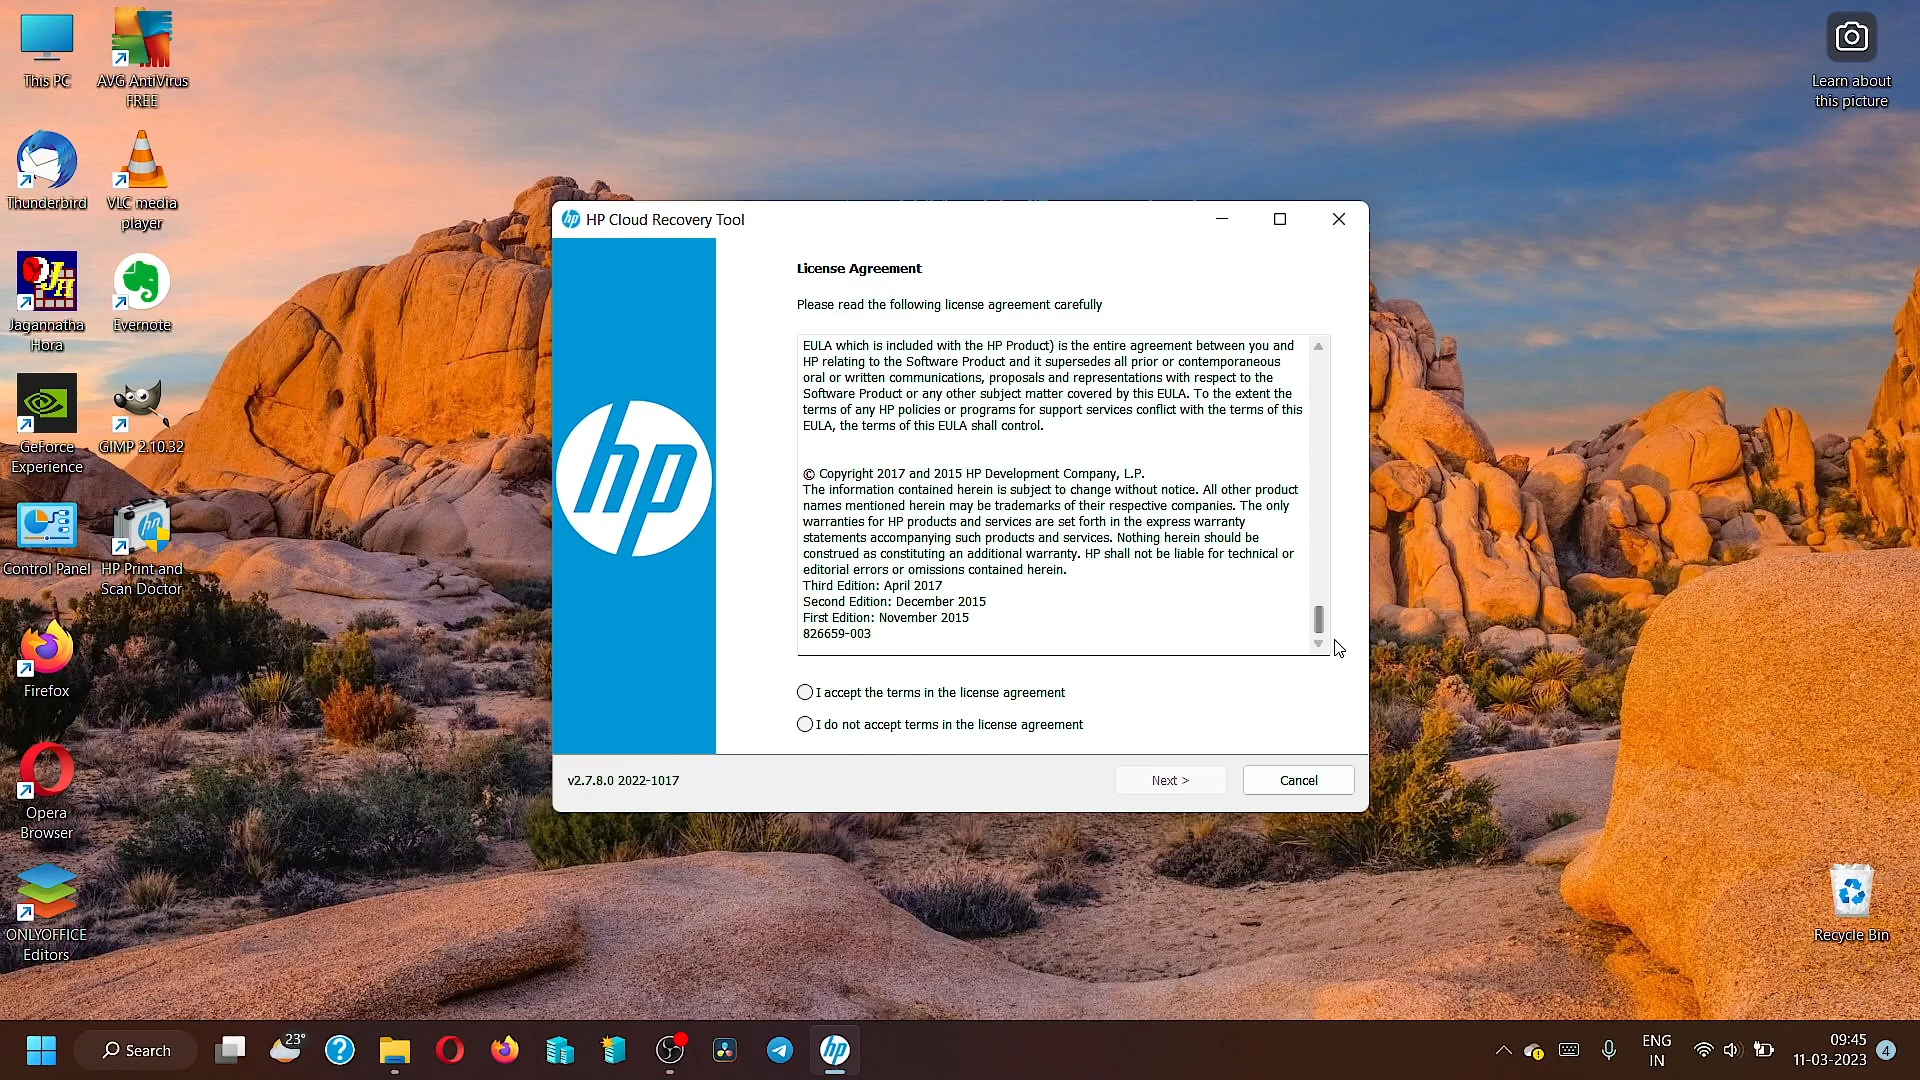 This PC
AVG AntiVirus
FREE
Thunderbird
VLC media
player
Jagannatha
Hora
Evernote
GeForce
Experience
GIMP 2.10.32
Control Panel
HP Print and
Scan Doctor
Firefox
Opera
Browser
ONLYOFFICE
Editors
Learn about
this picture
Recycle Bin
HP Cloud Recovery Tool
License Agreement
Please read the following license agreement carefully
EULA which is included with the HP Product) is the entire agreement between you and
HP relating to the Software Product and it supersedes all prior or contemporaneous
oral or written communications, proposals and representations with respect to the
Software Product or any other subject matter covered by this EULA. To the extent the
terms of any HP policies or programs for support services conflict with the terms of this
EULA, the terms of this EULA shall control.
© Copyright 2017 and 2015 HP Development Company, L.P.
The information contained herein is subject to change without notice. All other product
names mentioned herein may be trademarks of their respective companies. The only
warranties for HP products and services are set forth in the express warranty
statements accompanying such products and services. Nothing herein should be
construed as constituting an additional warranty. HP shall not be liable for technical or
editorial errors or omissions contained herein.
Third Edition: April 2017
Second Edition: December 2015
First Edition: November 2015
826659-003
hp
I accept the terms in the license agreement
I do not accept terms in the license agreement
v2.7.8.0 2022-1017
Next >
Cancel
Search
23°
ENG
IN
09:45
11-03-2023
4